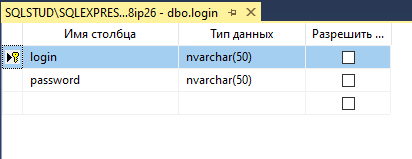 SQLSTUD\SQLEXPRES...8ip26 - dbo.login
Имя столбца Тип данных Разрешить ...
login nvarchar(50)
password nvarchar(50)